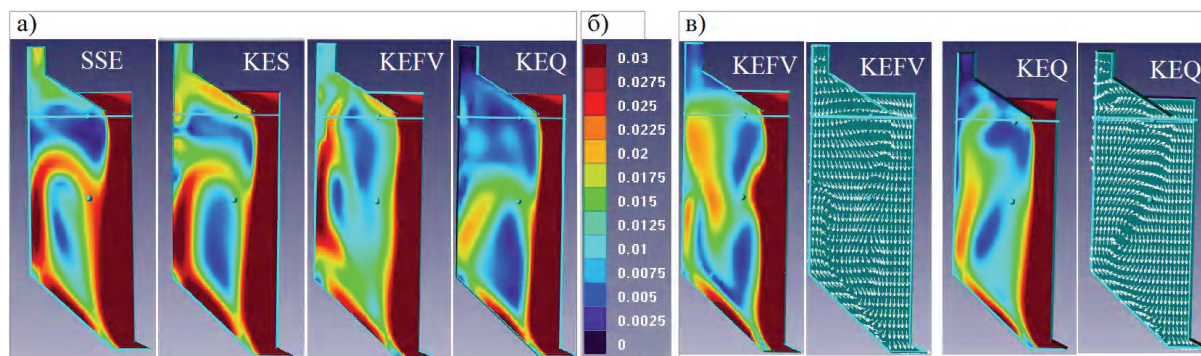 а)
SSE
KES
KEFV
KEQ
б)
0.03
0.0275
0.025
0.0225
0.02
0.0175
0.015
0.0125
0.01
0.0075
0.005
0.0025
0
в)
KEFV
KEFV
KEQ
KEQ